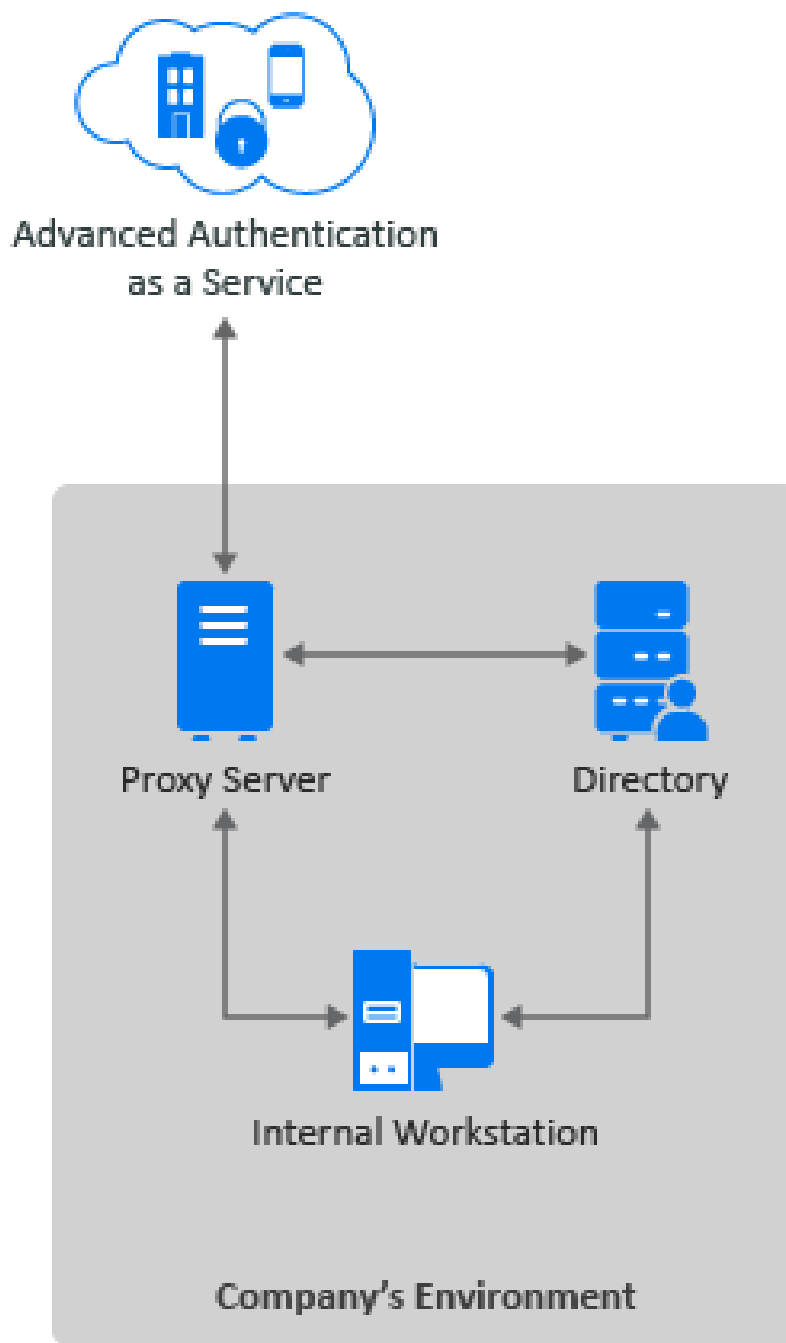 Advanced Authentication
as a Service
Proxy Server
Directory
Internal Workstation
Company's Environment